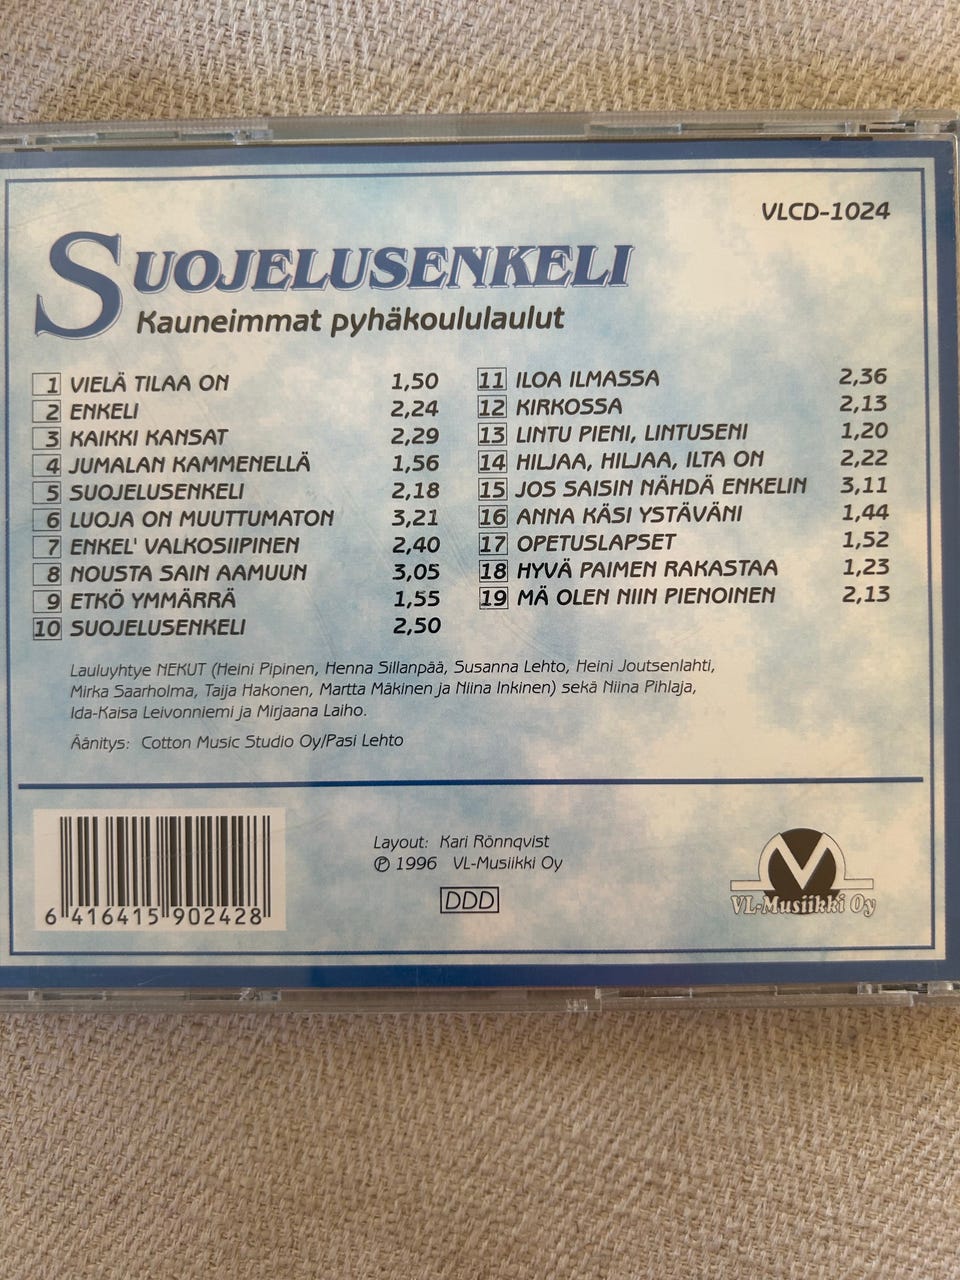 VLCD-1024
SUOJELUSENKELI
Kauneimmat pyhäkoululaulut
1 VIELÄ TILAA ON 1,50
2 ENKELI 2,24
3 KAIKKI KANSAT 2,29
4 JUMALAN KAMMENELLÄ 1,56
5 SUOJELUSENKELI 2,18
6 LUOJA ON MUUTTUMATON 3,21
7 ENKEL' VALKOSIIPINEN 2,40
8 NOUSTA SAIN AAMUUN 3,05
9 ETKÖ YMMÄRRÄ 1,55
10 SUOJELUSENKELI 2,50
11 ILOA ILMASSA 2,36
12 KIRKOSSA 2,13
13 LINTU PIENI, LINTUSENI 1,20
14 HILJAA, HILJAA, ILTA ON 2,22
15 JOS SAISIN NÄHDÄ ENKELIN 3,11
16 ANNA KÄSI YSTÄVÄNI 1,44
17 OPETUSLAPSET 1,52
18 HYVÄ PAIMEN RAKASTAA 1,23
19 MÄ OLEN NIIN PIENOINEN 2,13
Lauluyhtye NEKUT (Heini Pipinen, Henna Sillanpää, Susanna Lehto, Heini Joutsenlahti,
Mirka Saarholma, Taija Hakonen, Martta Mäkinen ja Niina Inkinen) sekä Niina Pihlaja,
Ida-Kaisa Leivonniemi ja Mirjaana Laiho.
Äänitys: Cotton Music Studio Oy/Pasi Lehto
6 416415 902428
Layout: Kari Rönnqvist
℗ 1996 VL-Musiikki Oy
DDD
V
VL-Musiikki Oy